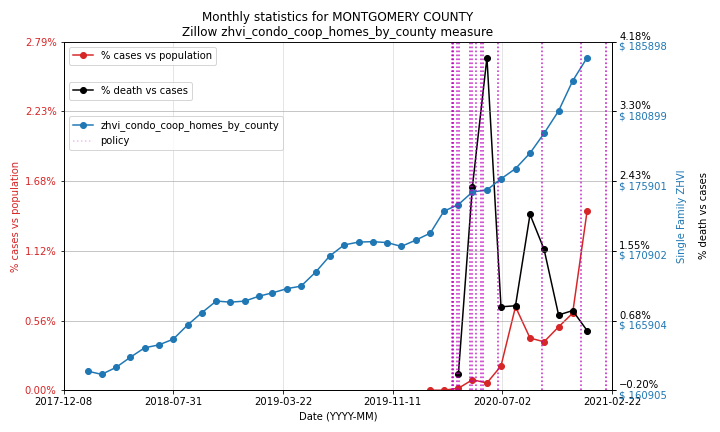 Monthly statistics for MONTGOMERY COUNTY
Zillow zhvi_condo_coop_homes_by_county measure
2.79%
2.23%
1.68%
1.12%
0.56%
0.00%
% cases vs population
% cases vs population
% death vs cases
zhvi_condo_coop_homes_by_county
policy
4.18%
$ 185898
3.30%
$ 180899
2.43%
$ 175901
1.55%
$ 170902
0.68%
$ 165904
−0.20%
$ 160905
Single Family ZHVI
% death vs cases
2017-12-08
2018-07-31
2019-03-22
2019-11-11
2020-07-02
2021-02-22
Date (YYYY-MM)